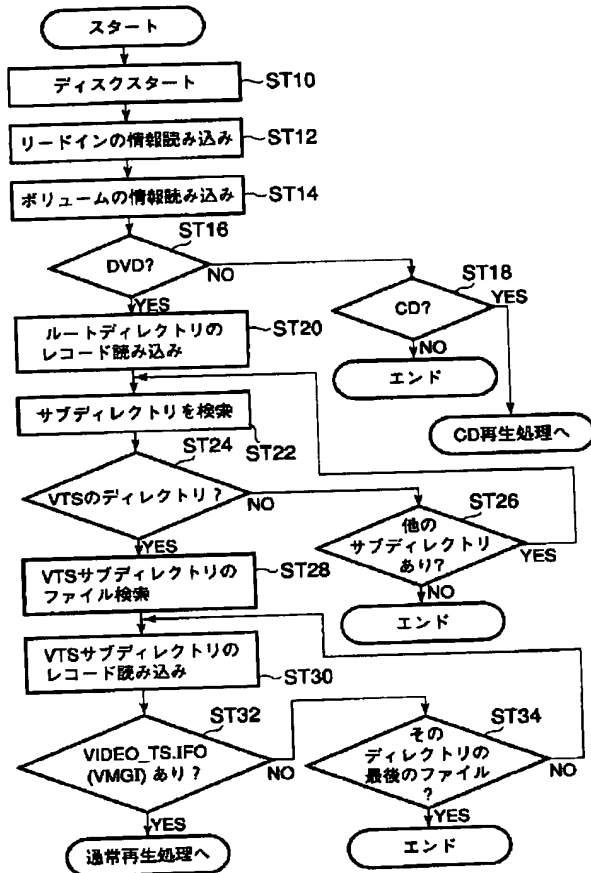 スタート
ディスクスタート
ST10
リードインの情報読み込み
ST12
ボリュームの情報読み込み
ST14
ST16
DVD?
NO
YES
ST18
CD?
YES
NO
エンド
CD再生処理へ
ルートディレクトリの
レコード読み込み
ST20
サブディレクトリを検索
ST22
ST24
VTSのディレクトリ?
NO
YES
ST26
他の
サブディレクトリ
あり?
YES
NO
エンド
VTSサブディレクトリの
ファイル検索
ST28
VTSサブディレクトリの
レコード読み込み
ST30
ST32
VIDEO_TS.IFO
(VMGI) あり?
NO
YES
通常再生処理へ
ST34
その
ディレクトリの
最後のファイル
?
NO
YES
エンド